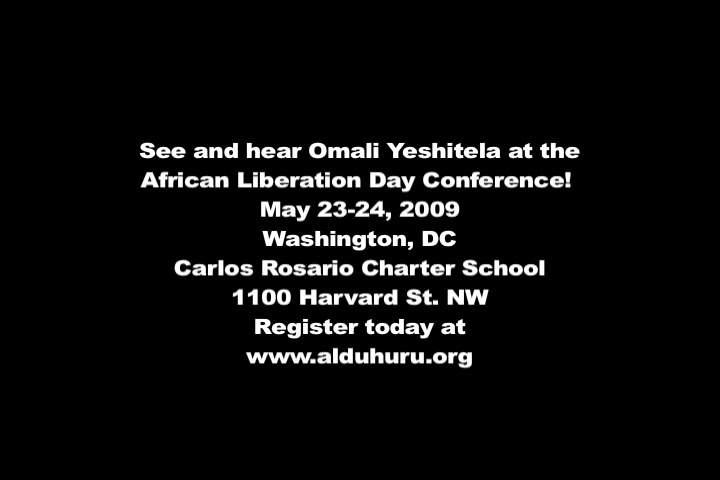 See and hear Omali Yeshitela at the
African Liberation Day Conference!
May 23-24, 2009
Washington, DC
Carlos Rosario Charter School
1100 Harvard St. NW
Register today at
www.alduhuru.org